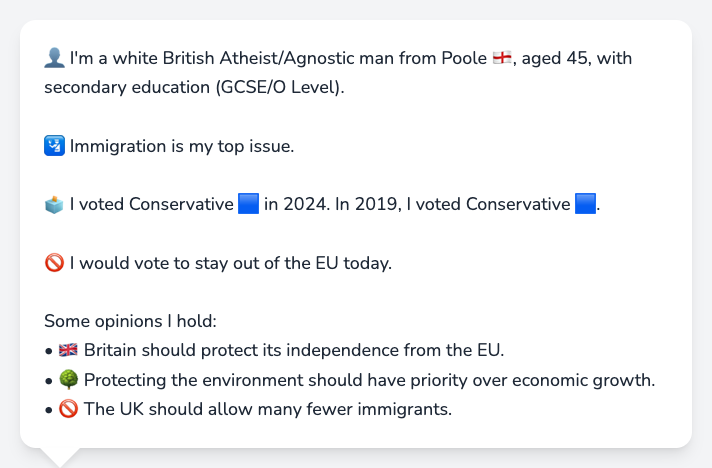 👤 I'm a white British Atheist/Agnostic man from Poole 🏴󠁧󠁢󠁥󠁮󠁧󠁿, aged 45, with
secondary education (GCSE/O Level).
🛂 Immigration is my top issue.
🗳️ I voted Conservative 🟦 in 2024. In 2019, I voted Conservative 🟦.
🚫 I would vote to stay out of the EU today.
Some opinions I hold:
• 🇬🇧 Britain should protect its independence from the EU.
• 🌳 Protecting the environment should have priority over economic growth.
• 🚫 The UK should allow many fewer immigrants.